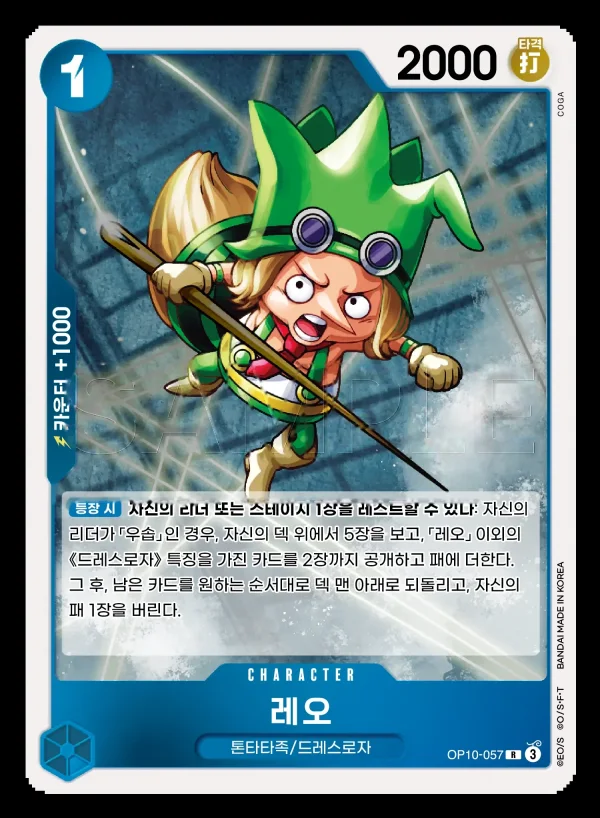 1
2000
타격
打
COGA
카운터 +1000
SAMPLE
등장 시 자신의 리더 또는 스테이지 1장을 레스트할 수 있다: 자신의
리더가 「우솝」인 경우, 자신의 덱 위에서 5장을 보고, 「레오」 이외의
《드레스로자》 특징을 가진 카드를 2장까지 공개하고 패에 더한다.
그 후, 남은 카드를 원하는 순서대로 덱 맨 아래로 되돌리고, 자신의
패 1장을 버린다.
CHARACTER
레오
톤타타족/드레스로자
OP10-057 R 3
©EO/S ©O/S·F·T BANDAI MADE IN KOREA